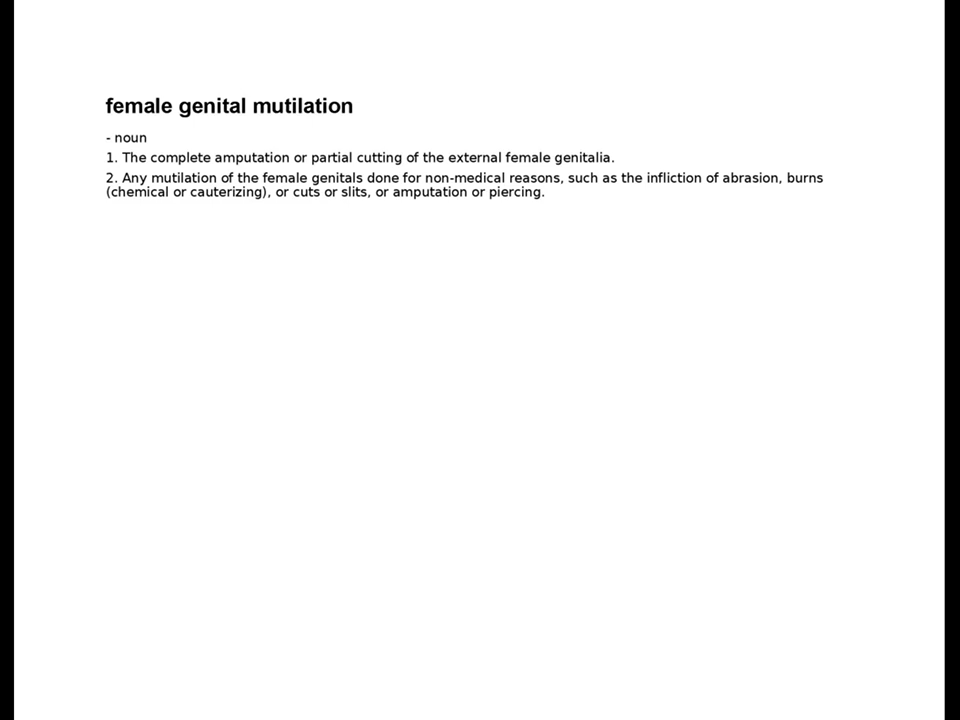 female genital mutilation
- noun
1. The complete amputation or partial cutting of the external female genitalia.
2. Any mutilation of the female genitals done for non-medical reasons, such as the infliction of abrasion, burns
(chemical or cauterizing), or cuts or slits, or amputation or piercing.